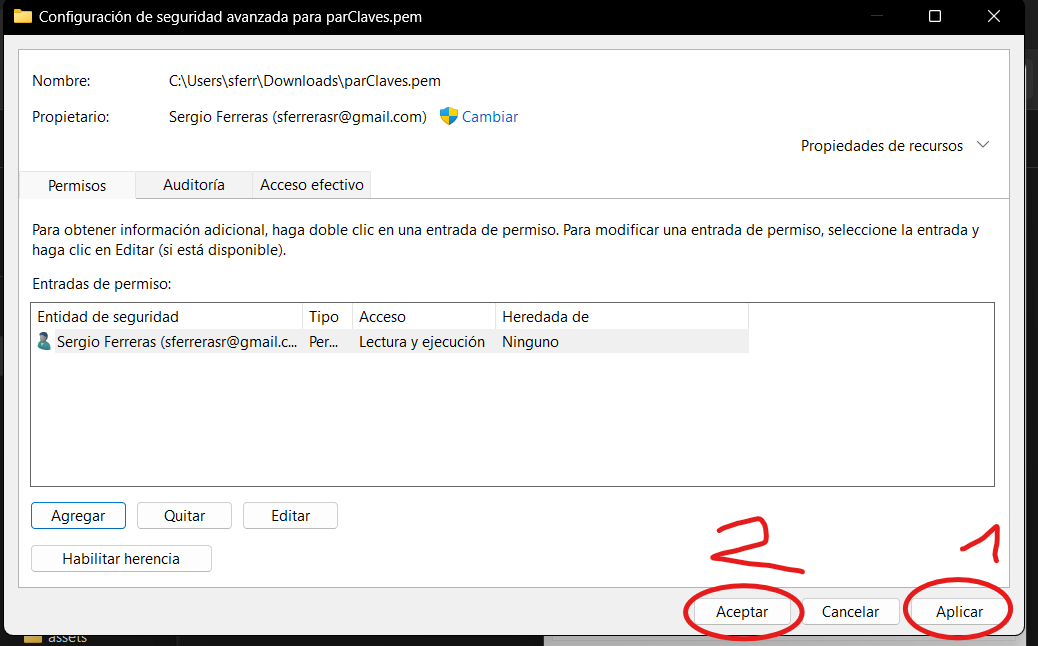 Configuración de seguridad avanzada para parClaves.pem
Nombre: C:\Users\sferr\Downloads\parClaves.pem
Propietario: Sergio Ferreras (sferrerasr@gmail.com) Cambiar
Propiedades de recursos
Permisos Auditoría Acceso efectivo
Para obtener información adicional, haga doble clic en una entrada de permiso. Para modificar una entrada de permiso, seleccione la entrada y
haga clic en Editar (si está disponible).
Entradas de permiso:
Entidad de seguridad Tipo Acceso Heredada de
Sergio Ferreras (sferrerasr@gmail.c... Per... Lectura y ejecución Ninguno
Agregar Quitar Editar
2 1
Habilitar herencia
Aceptar Cancelar Aplicar
assets